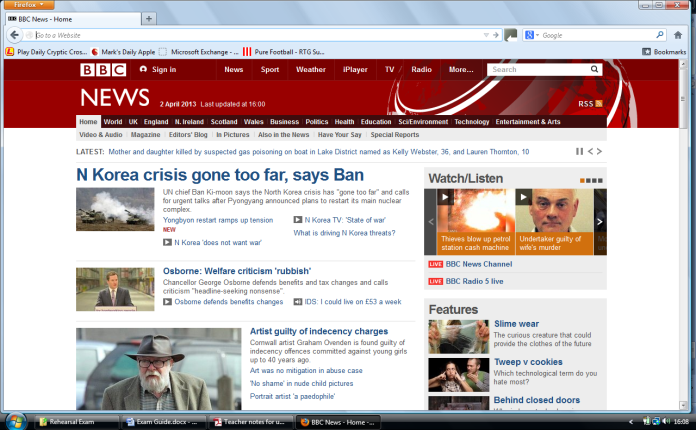 Firefox
BBC News - Home
Go to a Website
Google
Play Daily Cryptic Cros...
Mark's Daily Apple
Microsoft Exchange - ...
Pure Football - RTG Su...
Bookmarks
BBC
Sign in
News
Sport
Weather
iPlayer
TV
Radio
More...
Search
NEWS
2 April 2013 Last updated at 16:00
RSS
Home World UK England N. Ireland Scotland Wales Business Politics Health Education Sci/Environment Technology Entertainment & Arts
Video & Audio Magazine Editors' Blog In Pictures Also in the News Have Your Say Special Reports
LATEST: Mother and daughter killed by suspected gas poisoning on boat in Lake District named as Kelly Webster, 36, and Lauren Thornton, 10
N Korea crisis gone too far, says Ban
UN chief Ban Ki-moon says the North Korea crisis has "gone too far" and calls
for urgent talks after Pyongyang announced plans to restart its main nuclear
complex.
Yongbyon restart ramps up tension
NEW
N Korea 'does not want war'
N Korea TV: 'State of war'
What is driving N Korea threats?
Osborne: Welfare criticism 'rubbish'
Chancellor George Osborne defends benefits and tax changes and calls
criticism "headline-seeking nonsense".
Osborne defends benefits changes
IDS: I could live on £53 a week
Artist guilty of indecency charges
Cornwall artist Graham Ovenden is found guilty of
indecency offences committed against young girls
up to 40 years ago.
Art was no mitigation in abuse case
'No shame' in nude child pictures
Portrait artist 'a paedophile'
Watch/Listen
Thieves blow up petrol
station cash machine
Undertaker guilty of
wife's murder
LIVE BBC News Channel
LIVE BBC Radio 5 live
Features
Slime wear
The curious creature that could
provide the clothes of the future
Tweep v cookies
Which technological term do you
hate most?
Behind closed doors
Rehearsal Exam
Exam Guide.docx - ...
Teacher notes for u...
BBC News - Home - ...
16:08